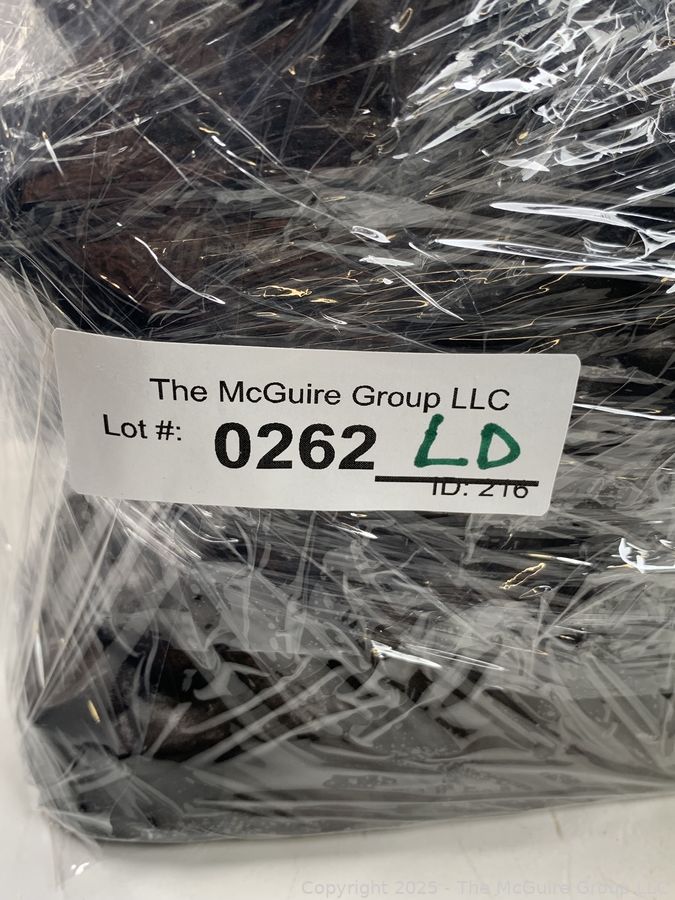 The McGuire Group LLC
Lot #: 0262 LD
ID: 216
Copyright 2025 - The McGuire Group LLC